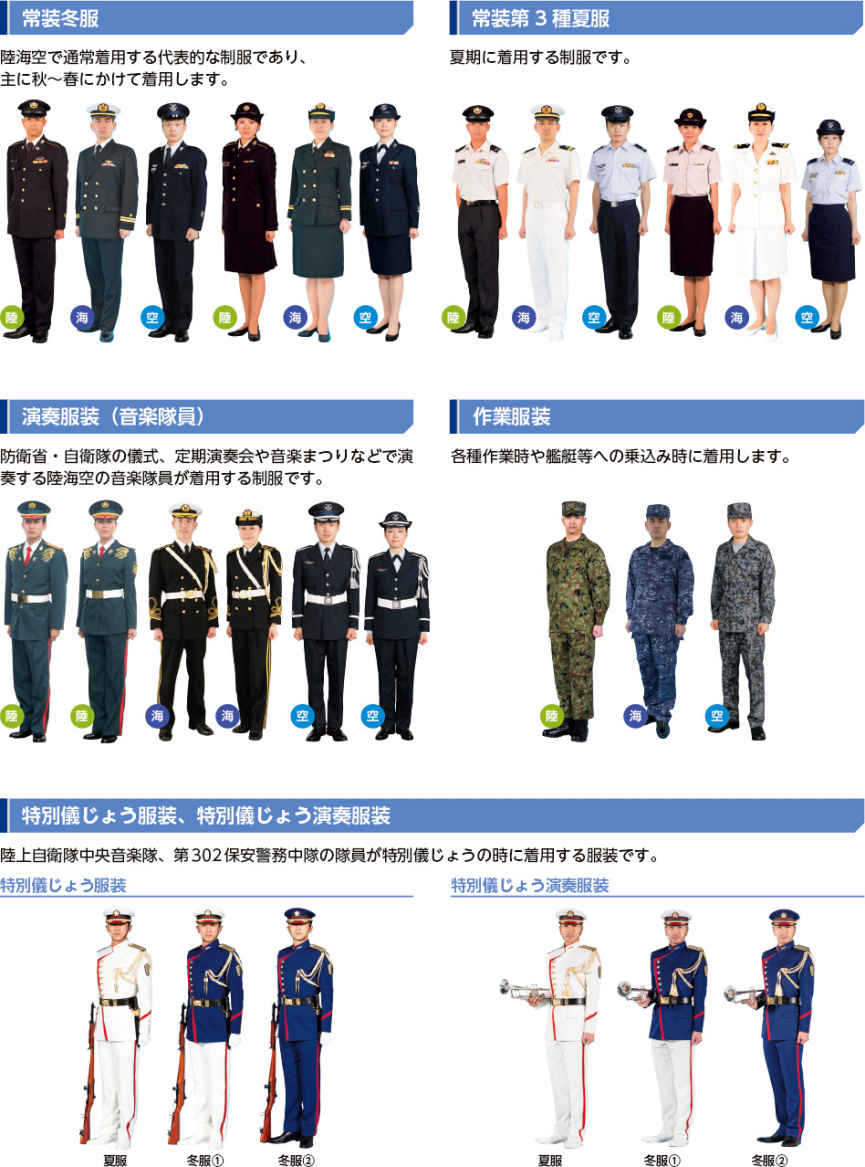 常装冬服
陸海空で通常着用する代表的な制服であり、
主に秋〜春にかけて着用します。
陸
海
空
陸
海
空
常装第3種夏服
夏期に着用する制服です。
陸
海
空
陸
海
空
演奏服装（音楽隊員）
防衛省・自衛隊の儀式、定期演奏会や音楽まつりなどで演
奏する陸海空の音楽隊員が着用する制服です。
陸
陸
海
海
空
空
作業服装
各種作業時や艦艇等への乗込み時に着用します。
陸
海
空
特別儀じょう服装、特別儀じょう演奏服装
陸上自衛隊中央音楽隊、第302保安警務中隊の隊員が特別儀じょうの時に着用する服装です。
特別儀じょう服装
夏服
冬服①
冬服②
特別儀じょう演奏服装
夏服
冬服①
冬服②